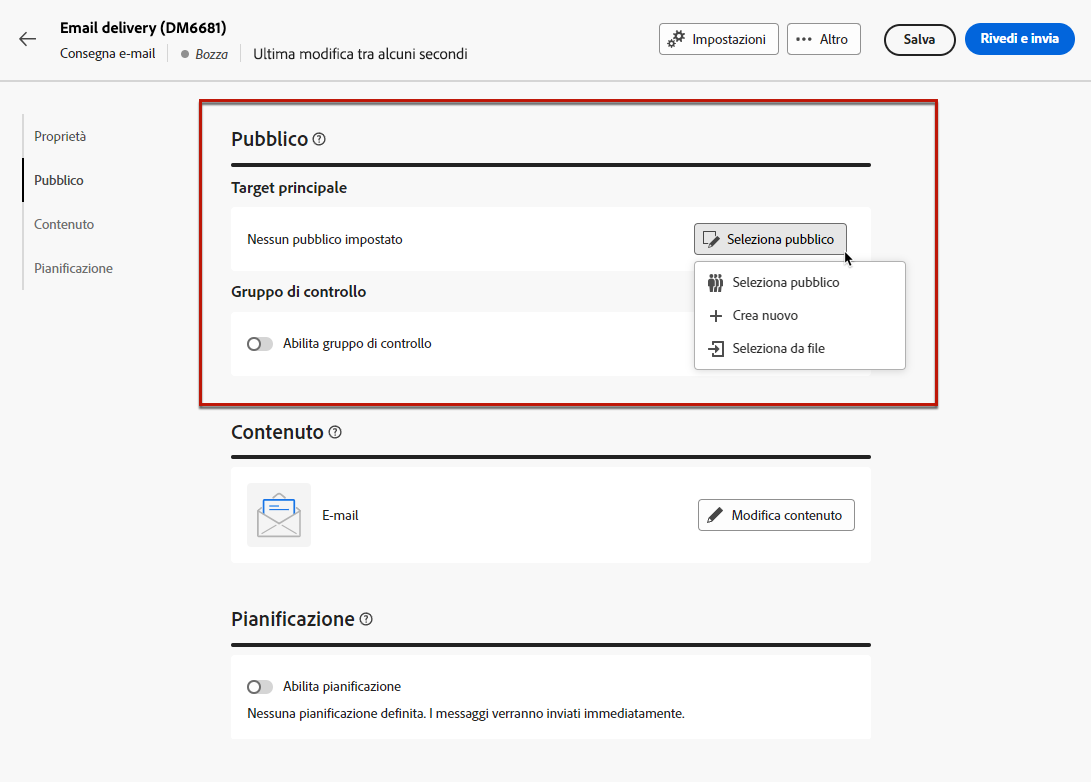 Email delivery (DM6681)
Consegna e-mail
Bozza
Ultima modifica tra alcuni secondi
Impostazioni
Altro
Salva
Rivedi e invia
Proprietà
Pubblico
Contenuto
Pianificazione
Pubblico
Target principale
Nessun pubblico impostato
Seleziona pubblico
Seleziona pubblico
Crea nuovo
Seleziona da file
Gruppo di controllo
Abilita gruppo di controllo
Contenuto
E-mail
Modifica contenuto
Pianificazione
Abilita pianificazione
Nessuna pianificazione definita. I messaggi verranno inviati immediatamente.